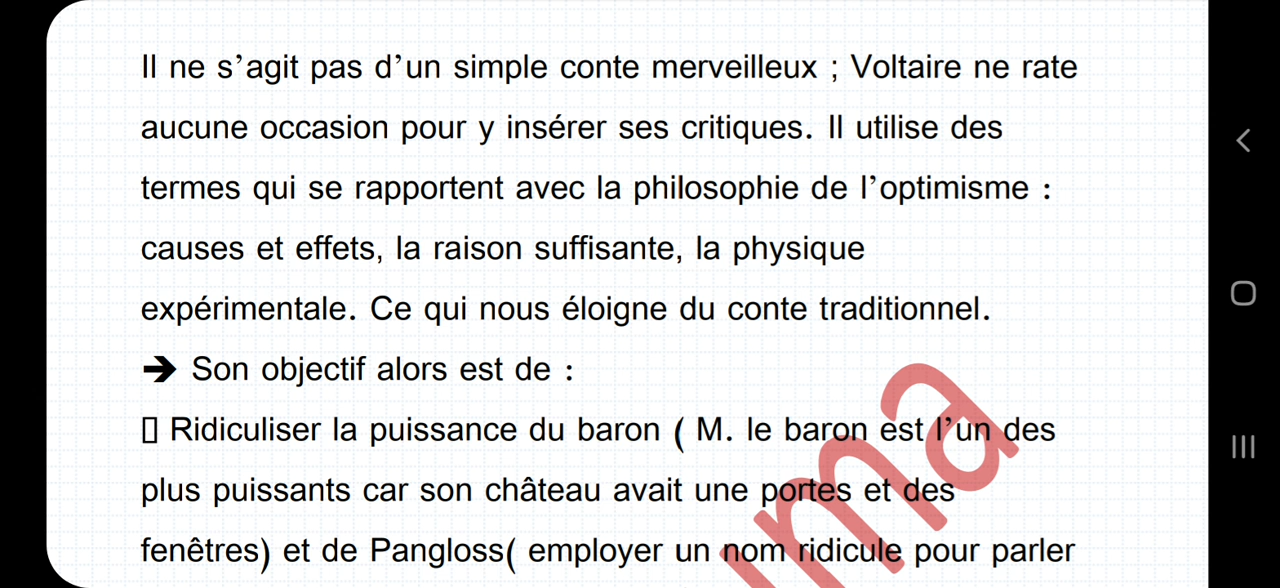 Il ne s’agit pas d’un simple conte merveilleux ; Voltaire ne rate
aucune occasion pour y insérer ses critiques. Il utilise des
termes qui se rapportent avec la philosophie de l’optimisme :
causes et effets, la raison suffisante, la physique
expérimentale. Ce qui nous éloigne du conte traditionnel.
➔ Son objectif alors est de :
▯ Ridiculiser la puissance du baron ( M. le baron est l’un des
plus puissants car son château avait une portes et des
fenêtres) et de Pangloss( employer un nom ridicule pour parler